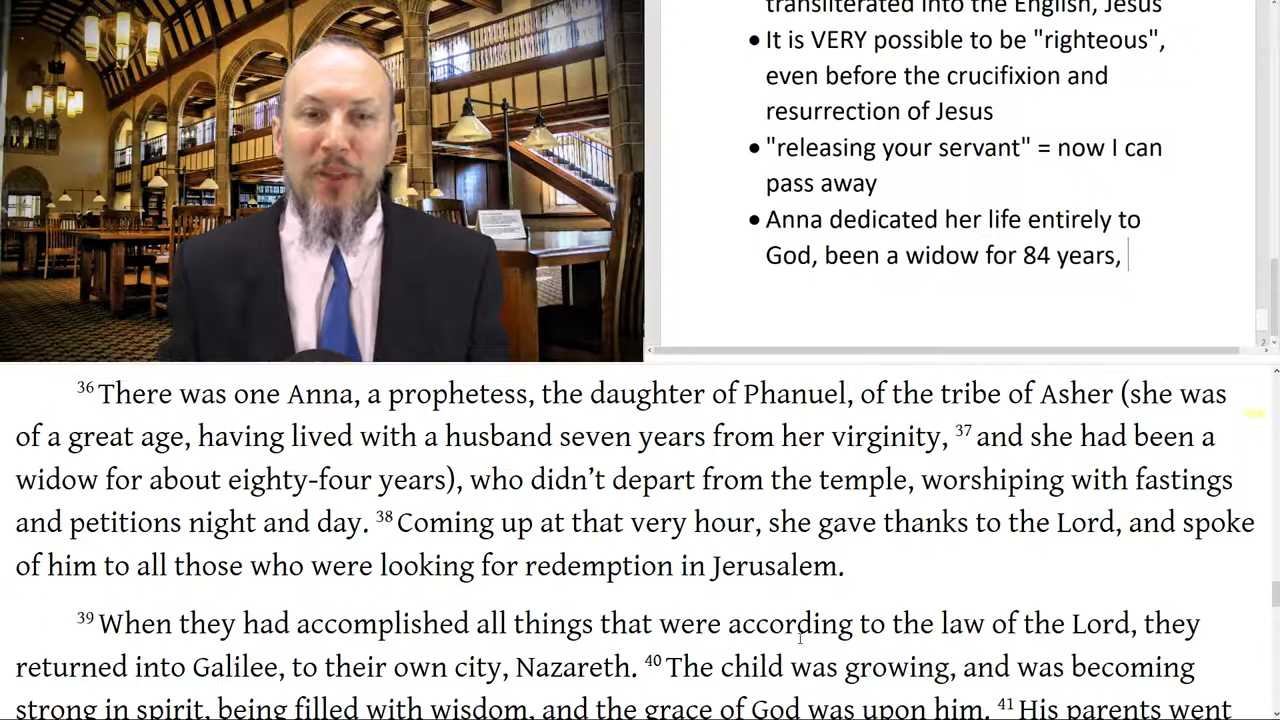 transliterated into the English, Jesus
• It is VERY possible to be "righteous",
even before the crucifixion and
resurrection of Jesus
• "releasing your servant" = now I can
pass away
• Anna dedicated her life entirely to
God, been a widow for 84 years,
2
36 There was one Anna, a prophetess, the daughter of Phanuel, of the tribe of Asher (she was
of a great age, having lived with a husband seven years from her virginity, 37 and she had been a
widow for about eighty-four years), who didn’t depart from the temple, worshiping with fastings
and petitions night and day. 38 Coming up at that very hour, she gave thanks to the Lord, and spoke
of him to all those who were looking for redemption in Jerusalem.
39 When they had accomplished all things that were according to the law of the Lord, they
returned into Galilee, to their own city, Nazareth. 40 The child was growing, and was becoming
strong in spirit, being filled with wisdom, and the grace of God was upon him. 41 His parents went